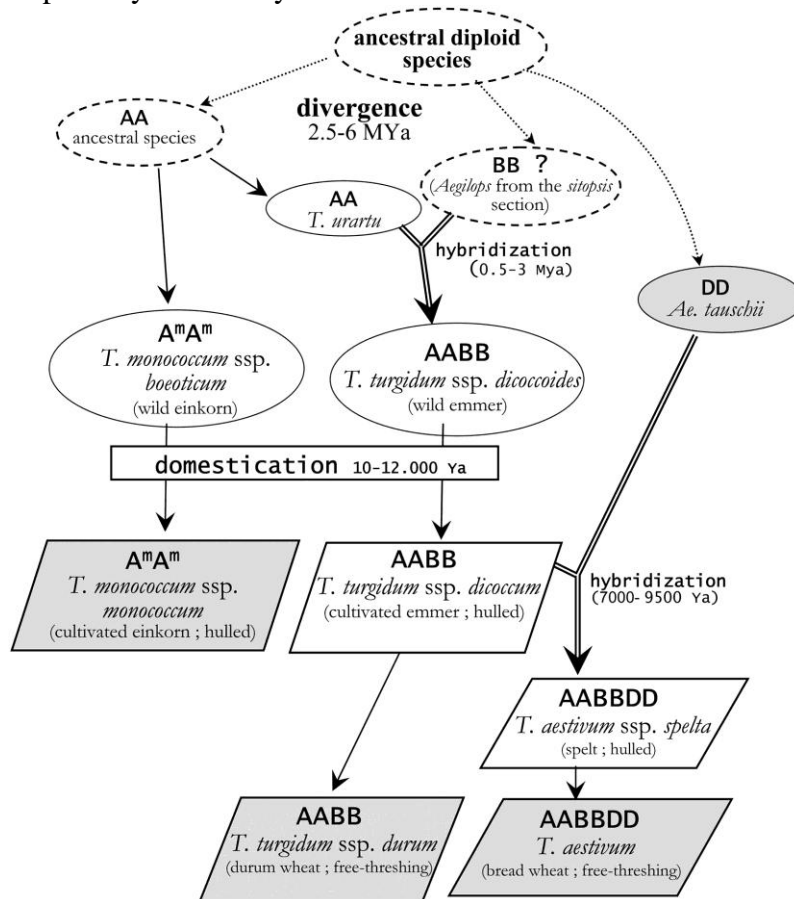 ancestral diploid
species
AA
ancestral species
divergence
2.5-6 MYa
BB ?
(Aegilops from the sitopsis
section)
AA
T. urartu
hybridization
(0.5-3 Mya)
DD
Ae. tauschii
AᵐAᵐ
T. monococcum ssp.
boeoticum
(wild einkorn)
AABB
T. turgidum ssp. dicoccoides
(wild emmer)
domestication 10-12.000 Ya
AᵐAᵐ
T. monococcum ssp.
monococcum
(cultivated einkorn ; hulled)
AABB
T. turgidum ssp. dicoccum
(cultivated emmer ; hulled)
hybridization
(7000-9500 Ya)
AABBDD
T. aestivum ssp. spelta
(spelt ; hulled)
AABB
T. turgidum ssp. durum
(durum wheat ; free-threshing)
AABBDD
T. aestivum
(bread wheat ; free-threshing)